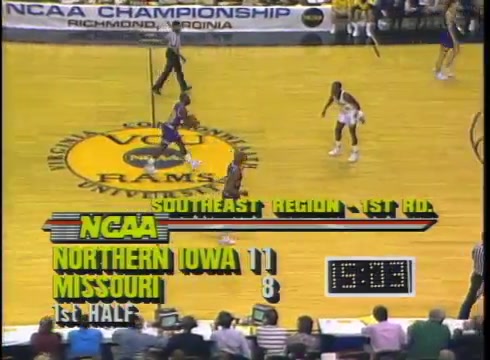 NCAA CHAMPIONSHIP
RICHMOND, VIRGINIA
VIRGINIA COMMONWEALTH
VCU
NCAA
RAMS
UNIVERSITY
SOUTHEAST REGION - 1ST RD.
NCAA
NORTHERN IOWA 11
MISSOURI 8
1ST HALF
15:03